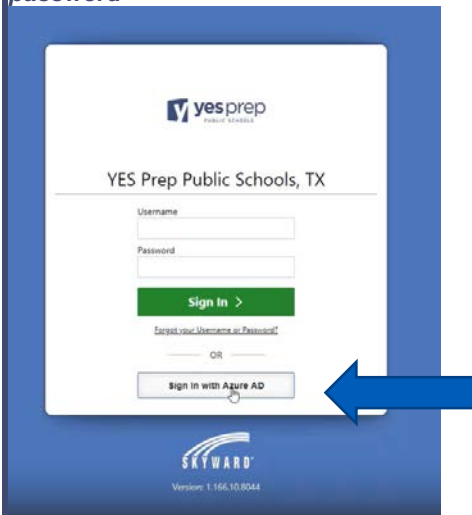 password
yesprep
PUBLIC SCHOOLS
YES Prep Public Schools, TX
Username
Password
Sign In >
Forgot your Username or Password?
OR
Sign In with Azure AD
SKYWARD
Version: 1.166.10.8044